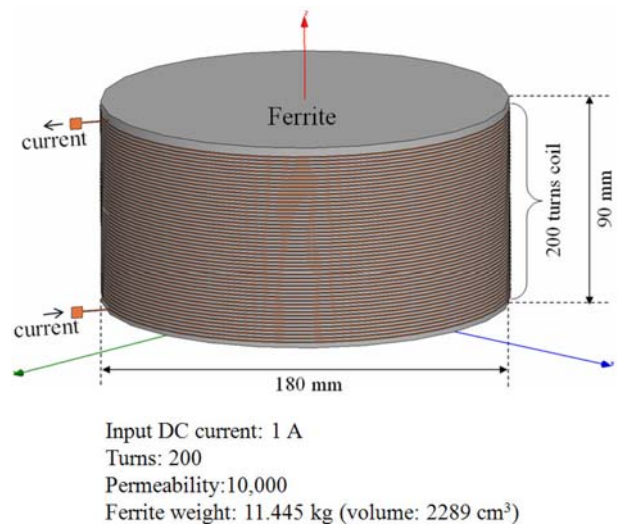 Ferrite
current
current
200 turns coil
90 mm
180 mm
Input DC current: 1 A
Turns: 200
Permeability:10,000
Ferrite weight: 11.445 kg (volume: 2289 cm³)